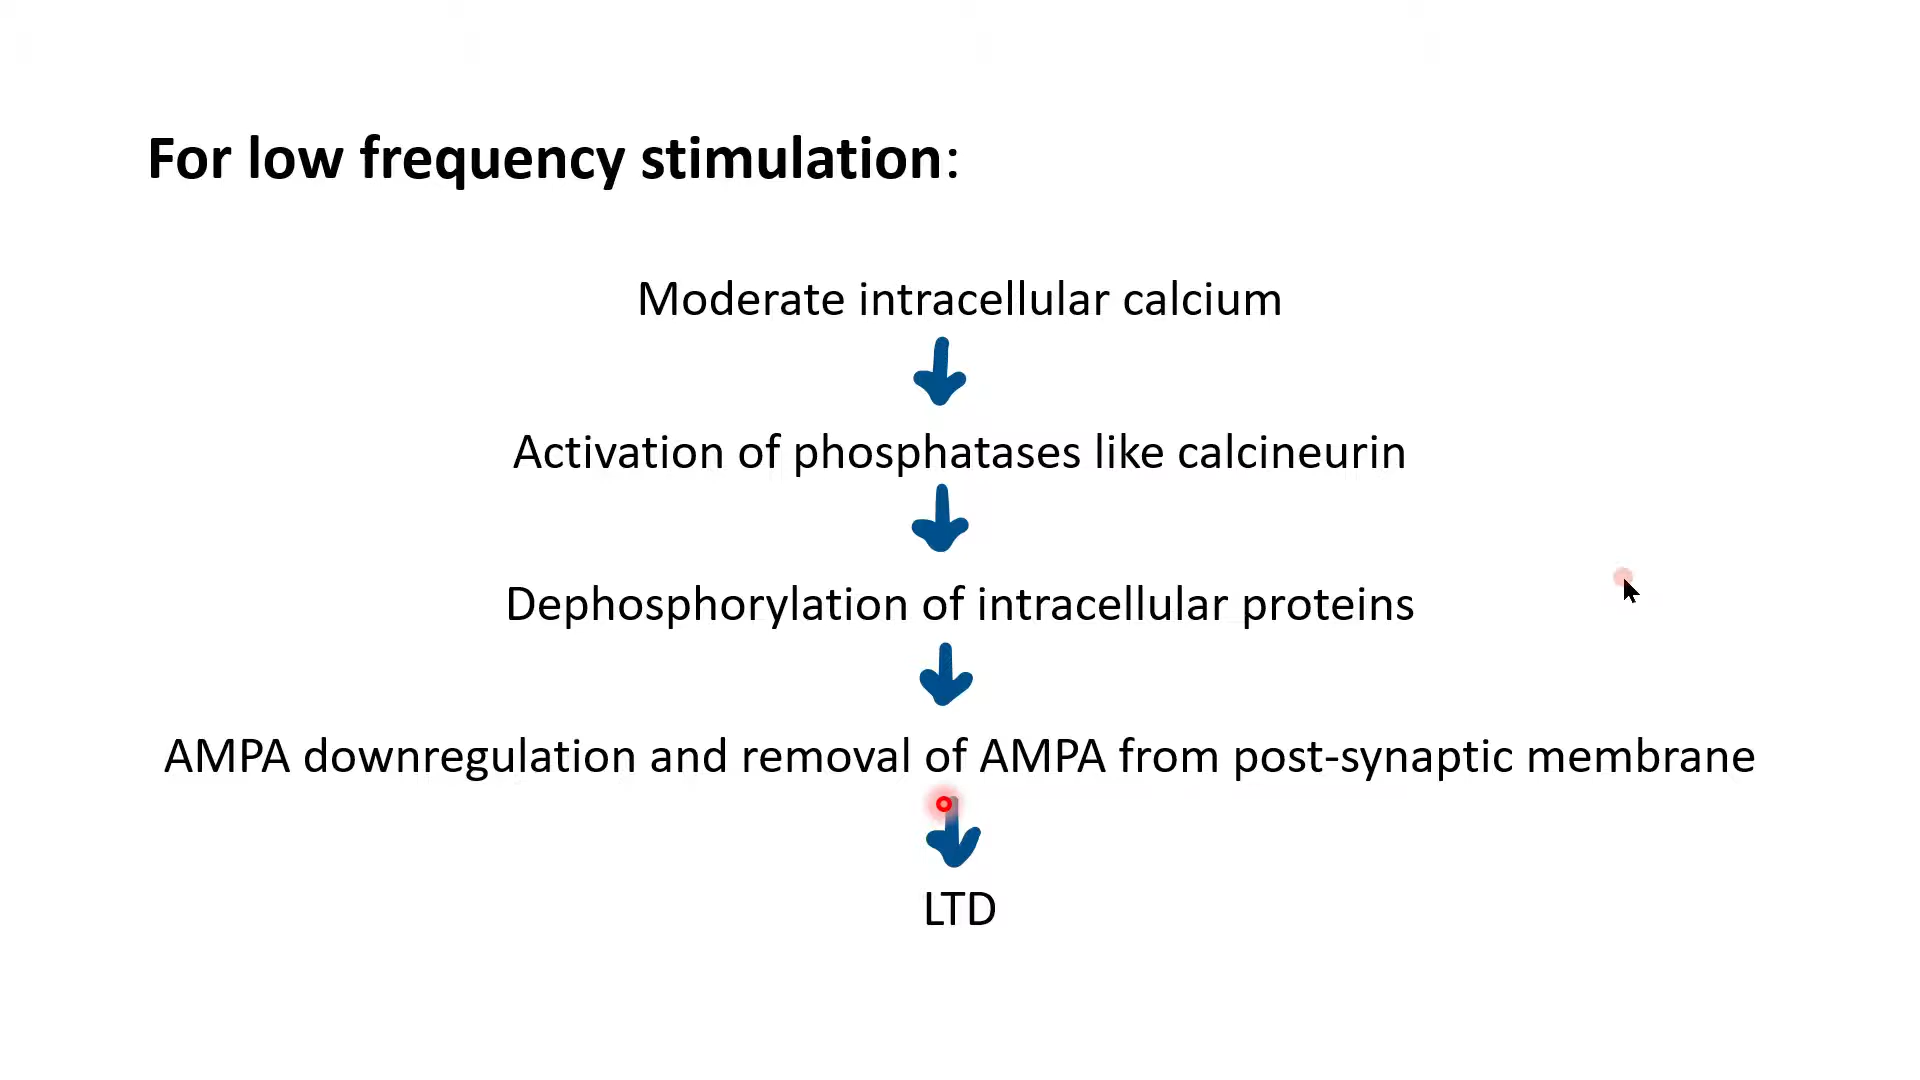 For low frequency stimulation:
Moderate intracellular calcium
Activation of phosphatases like calcineurin
Dephosphorylation of intracellular proteins
AMPA downregulation and removal of AMPA from post-synaptic membrane
LTD